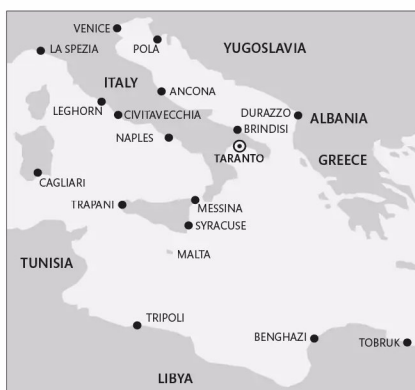 VENICE
LA SPEZIA
POLA
YUGOSLAVIA
ITALY
ANCONA
LEGHORN
CIVITAVECCHIA
DURAZZO
ALBANIA
BRINDISI
NAPLES
TARANTO
GREECE
CAGLIARI
TRAPANI
MESSINA
SYRACUSE
MALTA
TUNISIA
TRIPOLI
BENGHAZI
TOBRUK
LIBYA